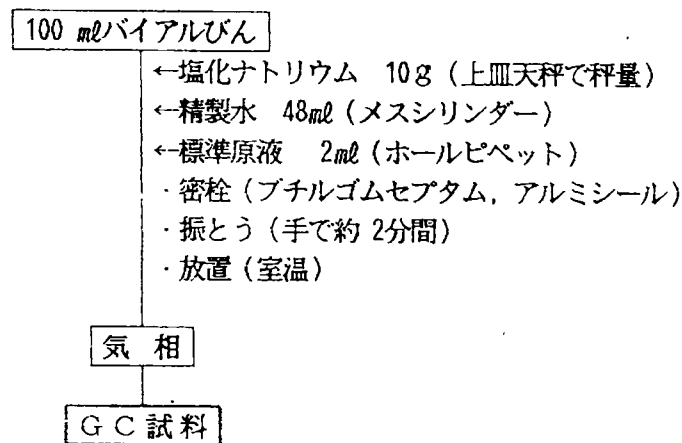 100 mlバイアルびん
←塩化ナトリウム 10g(上皿天秤で秤量)
←精製水 48ml(メスシリンダー)
←標準原液 2ml(ホールピペット)
・密栓(ブチルゴムセプタム,アルミシール)
・振とう(手で約 2分間)
・放置(室温)
気 相
GC試料